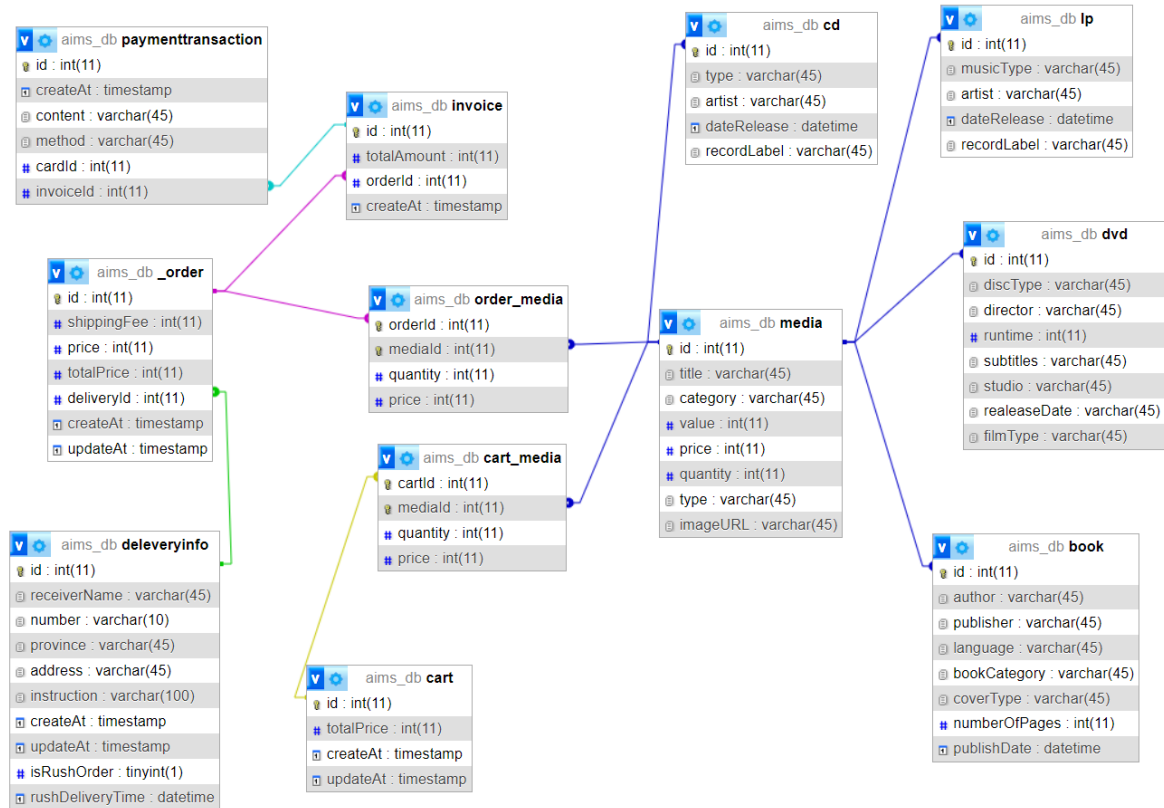 aims_db paymenttransaction
id : int(11)
createAt : timestamp
content : varchar(45)
method : varchar(45)
cardId : int(11)
invoiceId : int(11)
aims_db invoice
id : int(11)
totalAmount : int(11)
orderId : int(11)
createAt : timestamp
aims_db cd
id : int(11)
type : varchar(45)
artist : varchar(45)
dateRelease : datetime
recordLabel : varchar(45)
aims_db lp
id : int(11)
musicType : varchar(45)
artist : varchar(45)
dateRelease : datetime
recordLabel : varchar(45)
aims_db _order
id : int(11)
shippingFee : int(11)
price : int(11)
totalPrice : int(11)
deliveryId : int(11)
createAt : timestamp
updateAt : timestamp
aims_db order_media
orderId : int(11)
mediaId : int(11)
quantity : int(11)
price : int(11)
aims_db media
id : int(11)
title : varchar(45)
category : varchar(45)
value : int(11)
price : int(11)
quantity : int(11)
type : varchar(45)
imageURL : varchar(45)
aims_db dvd
id : int(11)
discType : varchar(45)
director : varchar(45)
runtime : int(11)
subtitles : varchar(45)
studio : varchar(45)
realeaseDate : varchar(45)
filmType : varchar(45)
aims_db cart_media
cartId : int(11)
mediaId : int(11)
quantity : int(11)
price : int(11)
aims_db deleveryinfo
id : int(11)
receiverName : varchar(45)
number : varchar(10)
province : varchar(45)
address : varchar(45)
instruction : varchar(100)
createAt : timestamp
updateAt : timestamp
isRushOrder : tinyint(1)
rushDeliveryTime : datetime
aims_db cart
id : int(11)
totalPrice : int(11)
createAt : timestamp
updateAt : timestamp
aims_db book
id : int(11)
author : varchar(45)
publisher : varchar(45)
language : varchar(45)
bookCategory : varchar(45)
coverType : varchar(45)
numberOfPages : int(11)
publishDate : datetime